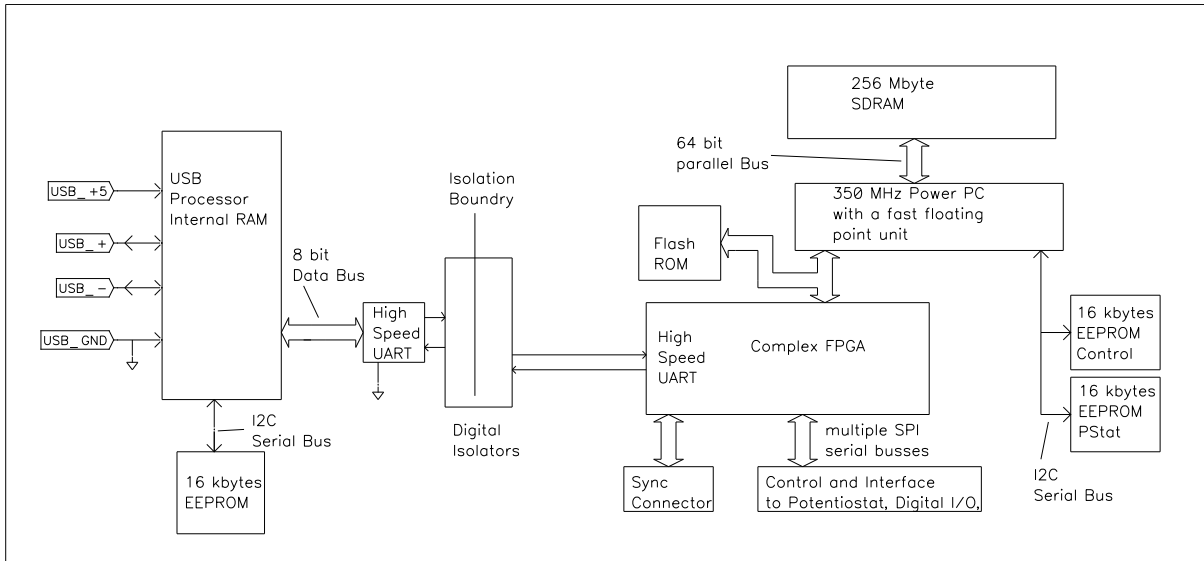 256 Mbyte
SDRAM
64 bit
parallel Bus
USB
Processor
Internal RAM
USB_+5
USB_+
USB_-
USB_GND
Isolation
Boundry
350 MHz Power PC
with a fast floating
point unit
Flash
ROM
8 bit
Data Bus
High
Speed
UART
High
Speed
UART
Complex FPGA
16 kbytes
EEPROM
Control
16 kbytes
EEPROM
PStat
I2C
Serial Bus
Digital
Isolators
multiple SPI
serial busses
16 kbytes
EEPROM
Sync
Connector
Control and Interface
to Potentiostat, Digital I/O,
I2C
Serial Bus